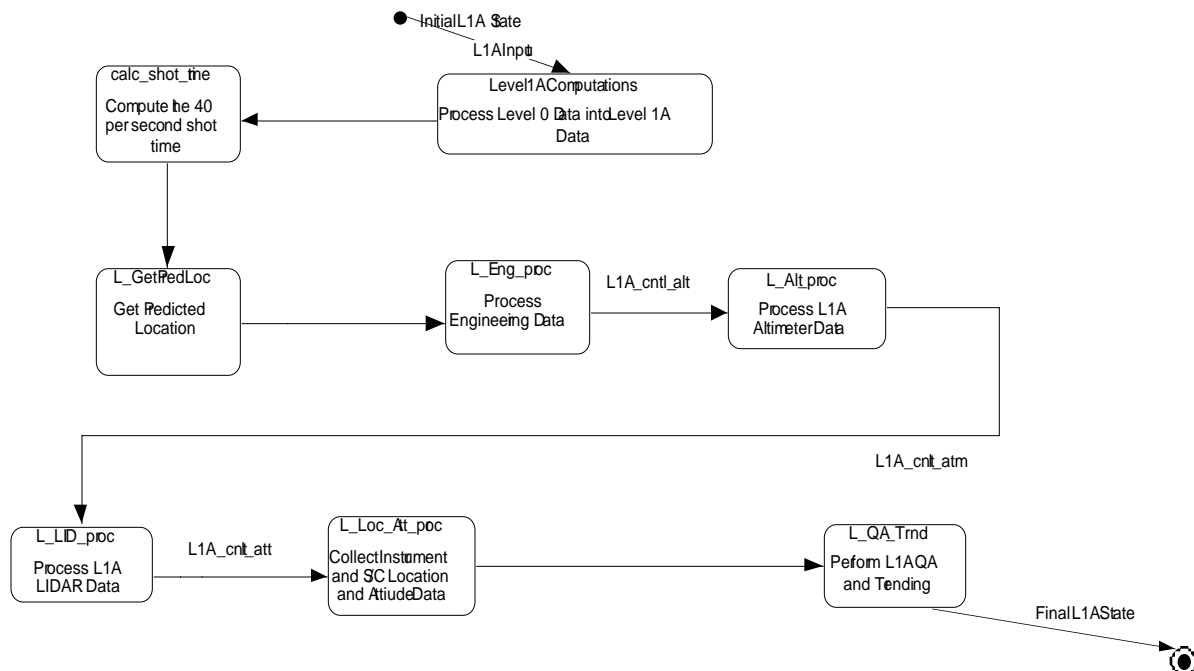 Initial L1A State
L1A Input
calc_shot_time
Compute the 40
per second shot
time
Level1AComputations
Process Level 0 Data into Level 1A
Data
L_GetPredLoc
Get Predicted
Location
L_Eng_proc
Process
Engineering Data
L1A_cntl_alt
L_Alt_proc
Process L1A
Altimeter Data
L1A_cntl_atm
L_LID_proc
Process L1A
LIDAR Data
L1A_cntl_att
L_Loc_Att_proc
Collect Instrument
and S/C Location
and Attitude Data
L_QA_Trnd
Perform L1A QA
and Trending
Final L1A State